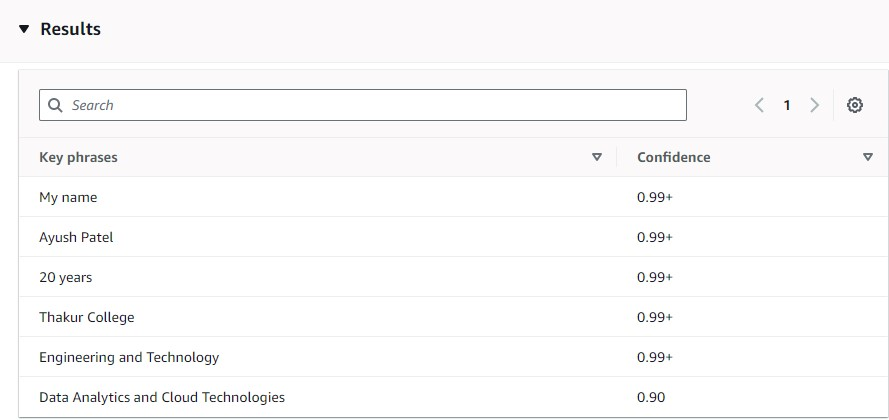 Results
Search
1
Key phrases Confidence
My name 0.99+
Ayush Patel 0.99+
20 years 0.99+
Thakur College 0.99+
Engineering and Technology 0.99+
Data Analytics and Cloud Technologies 0.90